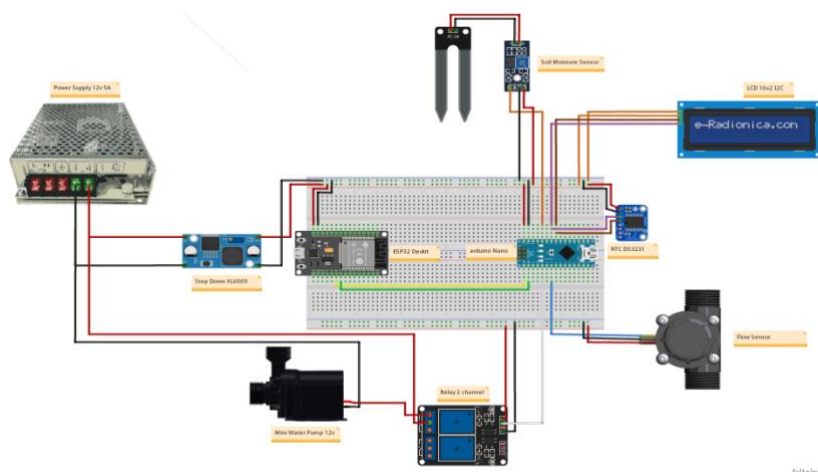 Soil Moisture Sensor
Power Supply 12v 5A
LCD 16x2 I2C
e-Radionica.com
ESP32 Devkit
arduino Nano
RTC DS3231
Step Down XL6009
Flow Sensor
Relay 2 channel
Mini Water Pump 12v